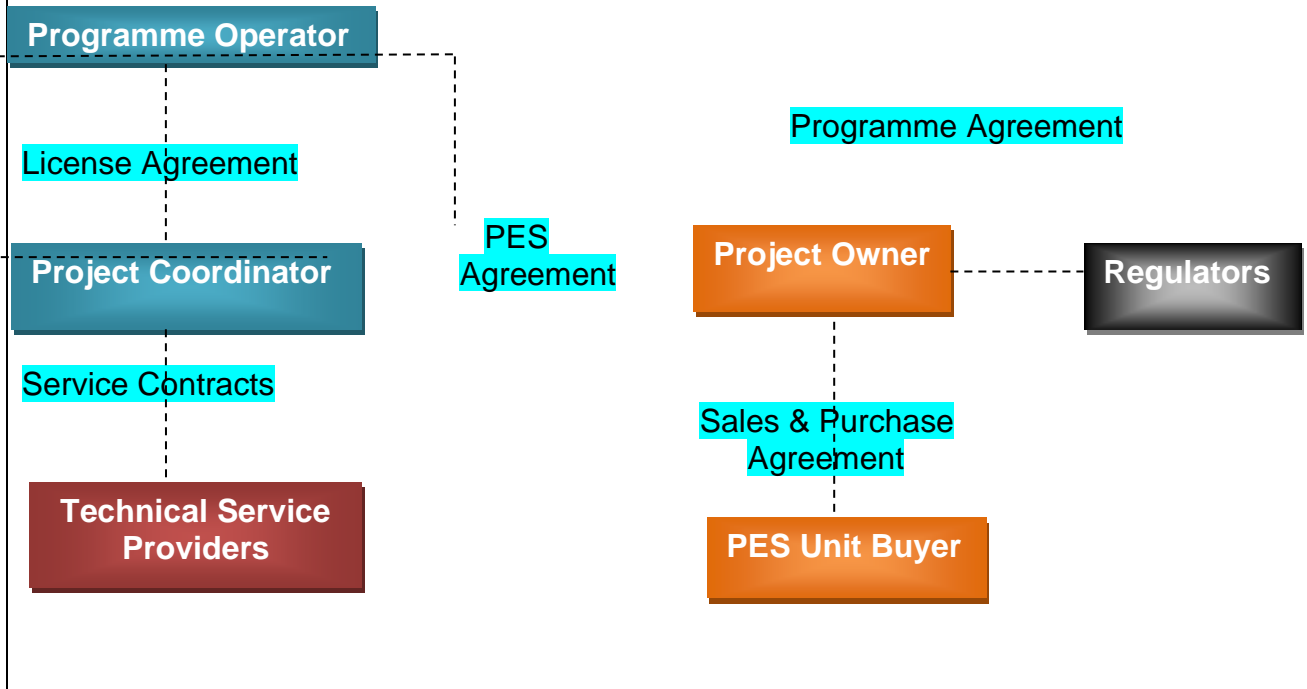 Programme Operator
Programme Agreement
License Agreement
PES
Agreement
Project Owner
Regulators
Project Coordinator
Service Contracts
Sales & Purchase
Agreement
Technical Service
Providers
PES Unit Buyer